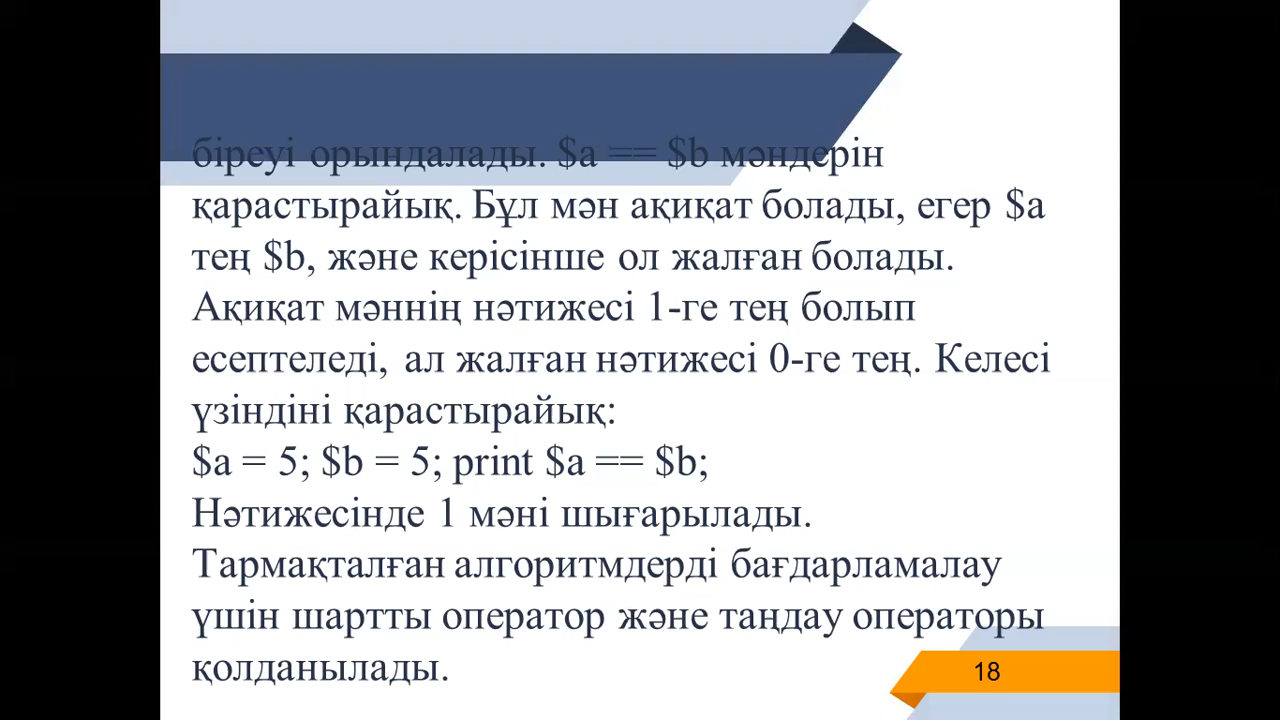 біреуі орындалады. $a == $b мәндерін
қарастырайық. Бұл мән ақиқат болады, егер $a
тең $b, және керісінше ол жалған болады.
Ақиқат мәннің нәтижесі 1-ге тең болып
есептеледі, ал жалған нәтижесі 0-ге тең. Келесі
үзіндіні қарастырайық:
$a = 5; $b = 5; print $a == $b;
Нәтижесінде 1 мәні шығарылады.
Тармақталған алгоритмдерді бағдарламалау
үшін шартты оператор және таңдау операторы
қолданылады.
18